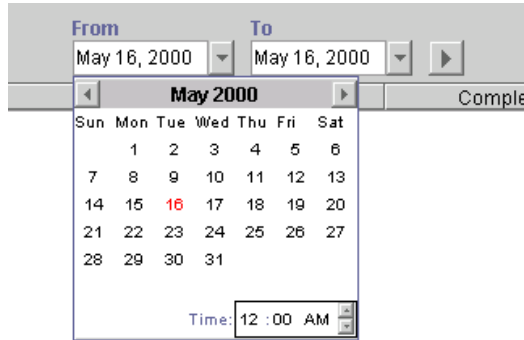 From To
May 16, 2000 May 16, 2000
May 2000 Comple
Sun Mon Tue Wed Thu Fri Sat
1 2 3 4 5 6
7 8 9 10 11 12 13
14 15 16 17 18 19 20
21 22 23 24 25 26 27
28 29 30 31
Time: 12 :00 AM